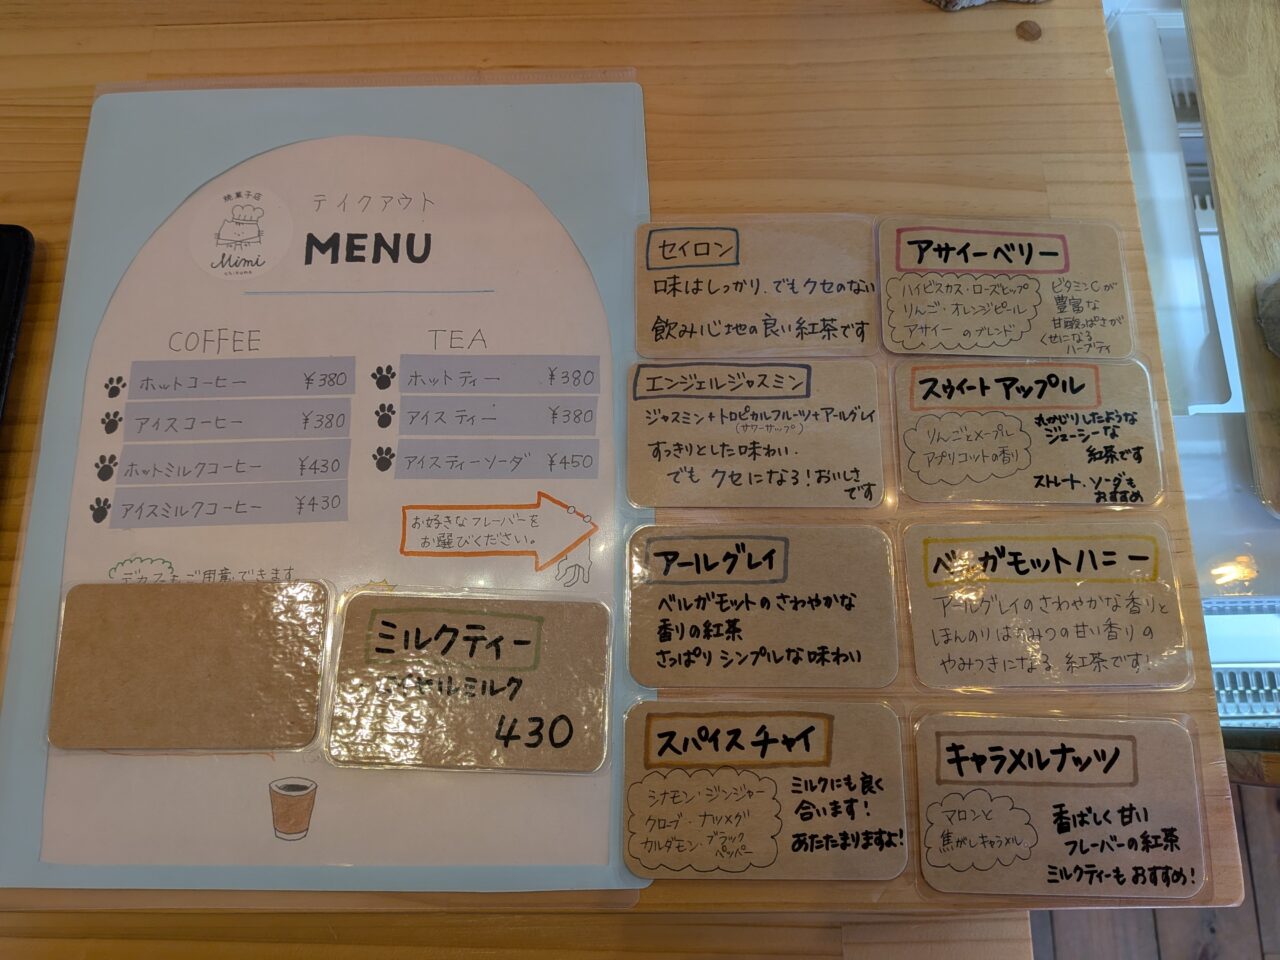 焼菓子店
Mimi
テイクアウト
MENU
COFFEE
ホットコーヒー ¥380
アイスコーヒー ¥380
ホットミルクコーヒー ¥430
アイスミルクコーヒー ¥430
デカフェもご用意できます
TEA
ホットティー ¥380
アイスティー ¥380
アイスティーソーダ ¥450
お好きなフレーバーを
お選びください。
ミルクティー
ロイヤルミルク
430
セイロン
味はしっかり、でもクセのない
飲み心地の良い紅茶です
アサイーベリー
ハイビスカス・ローズヒップ
りんご・オレンジピール
アサイーのブレンド
ビタミンCが
豊富な
甘酸っぱさが
くせになる
ハーブティ
エンジェルジャスミン
ジャスミン+トロピカルフルーツ+アールグレイ
(サワーサップ)
すっきりとした味わい、
でもクセになる!おいしさ
です
スウィートアップル
りんごとメープル
アプリコットの香り
丸かじりしたような
ジューシーな
紅茶です
ストレート、ソーダも
おすすめ
アールグレイ
ベルガモットのさわやかな
香りの紅茶
さっぱりシンプルな味わい
ベルガモットハニー
アールグレイのさわやかな香りと
ほんのりはちみつの甘い香りの
やみつきになる紅茶です!
スパイスチャイ
シナモン・ジンジャー
クローブ・ナツメグ
カルダモン・ブラック
ペッパー
ミルクにも良く
合います!
あたたまりますよ!
キャラメルナッツ
マロンと
焦がしキャラメル
香ばしく甘い
フレーバーの紅茶
ミルクティーもおすすめ!